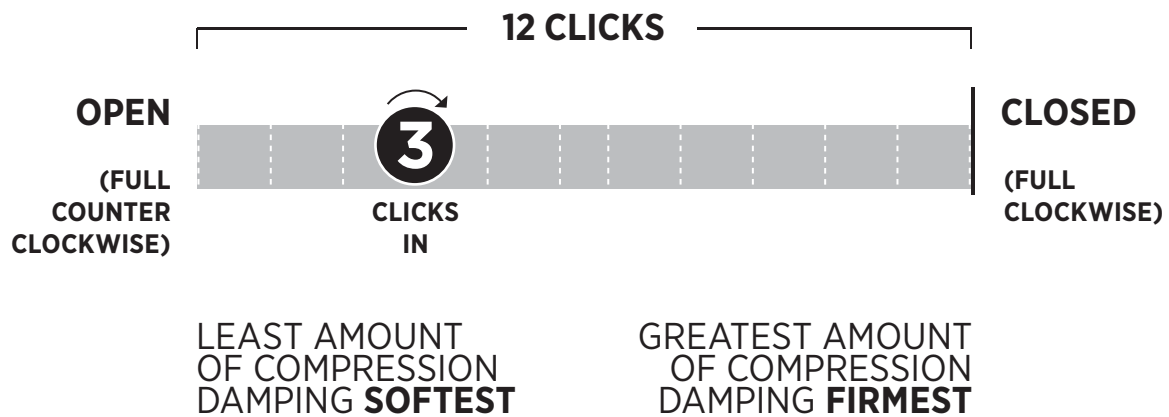 12 CLICKS
OPEN
(FULL
COUNTER
CLOCKWISE)
3
CLICKS
IN
CLOSED
(FULL
CLOCKWISE)
LEAST AMOUNT
OF COMPRESSION
DAMPING SOFTEST
GREATEST AMOUNT
OF COMPRESSION
DAMPING FIRMEST